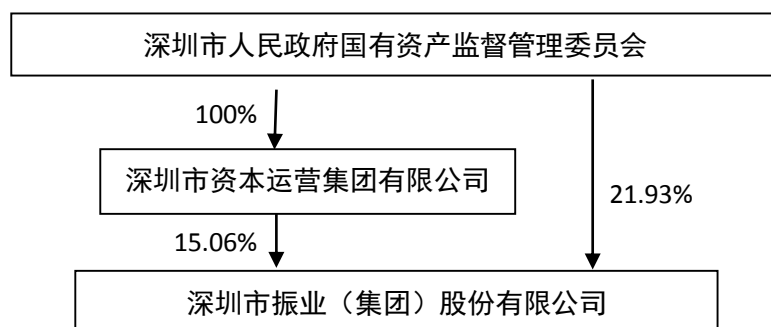 深圳市人民政府国有资产监督管理委员会
100%
深圳市资本运营集团有限公司
21.93%
15.06%
深圳市振业（集团）股份有限公司